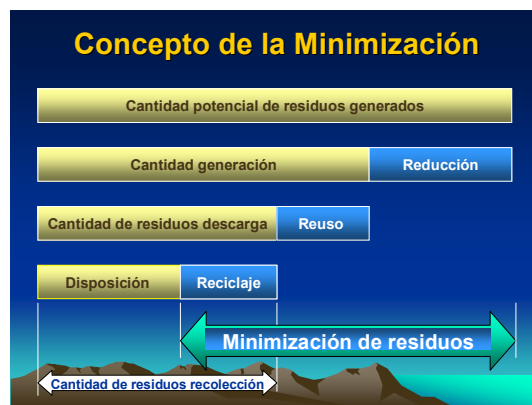 Concepto de la Minimización
Cantidad potencial de residuos generados
Cantidad generación
Reducción
Cantidad de residuos descarga
Reuso
Disposición
Reciclaje
Minimización de residuos
Cantidad de residuos recolección